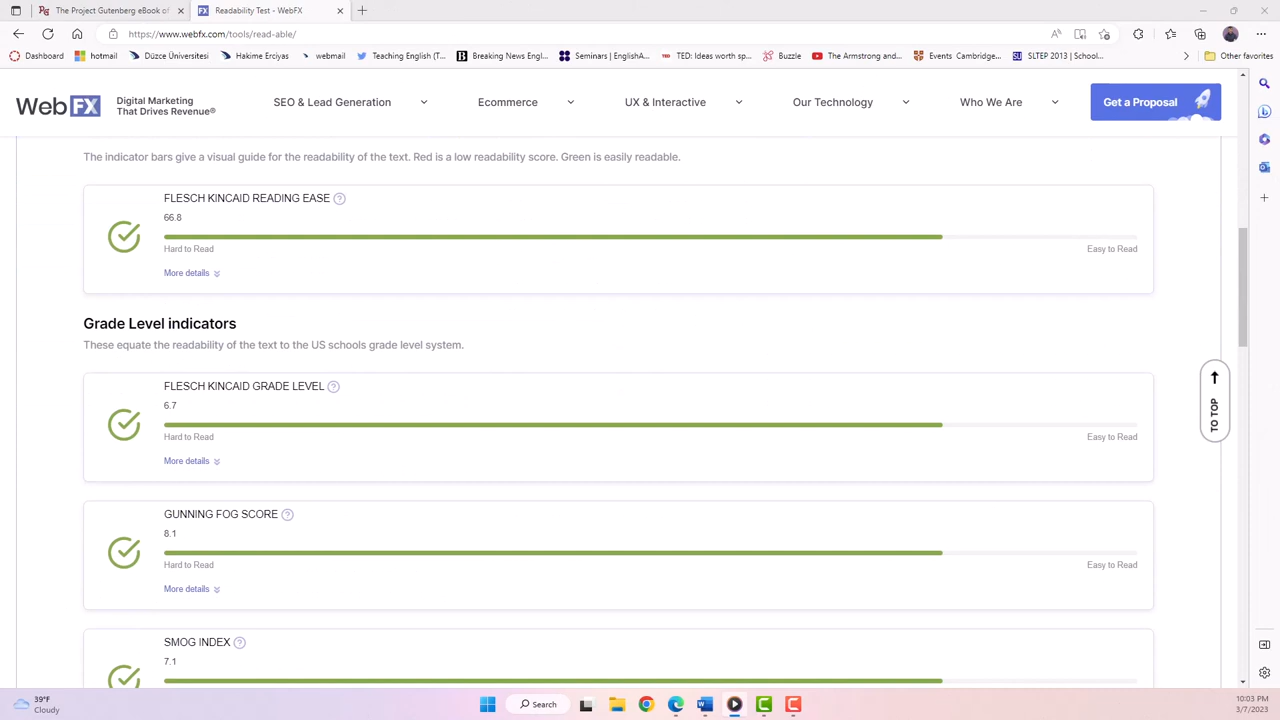 The Project Gutenberg eBook of
Readability Test - WebFX
https://www.webfx.com/tools/read-able/
Dashboard
hotmail
Düzce Üniversitesi
Hakime Erciyas
webmail
Teaching English (T...
Breaking News Engl...
Seminars | EnglishA...
TED: Ideas worth sp...
Buzzle
The Armstrong and...
Events Cambridge...
SLTEP 2013 | School...
Other favorites
WebFX
Digital Marketing
That Drives Revenue®
SEO & Lead Generation
Ecommerce
UX & Interactive
Our Technology
Who We Are
Get a Proposal
The indicator bars give a visual guide for the readability of the text. Red is a low readability score. Green is easily readable.
FLESCH KINCAID READING EASE ?
66.8
Hard to Read
Easy to Read
More details
Grade Level indicators
These equate the readability of the text to the US schools grade level system.
FLESCH KINCAID GRADE LEVEL ?
6.7
Hard to Read
Easy to Read
More details
TO TOP
GUNNING FOG SCORE ?
8.1
Hard to Read
Easy to Read
More details
SMOG INDEX ?
7.1
39°F
Cloudy
Search
10:03 PM
3/7/2023